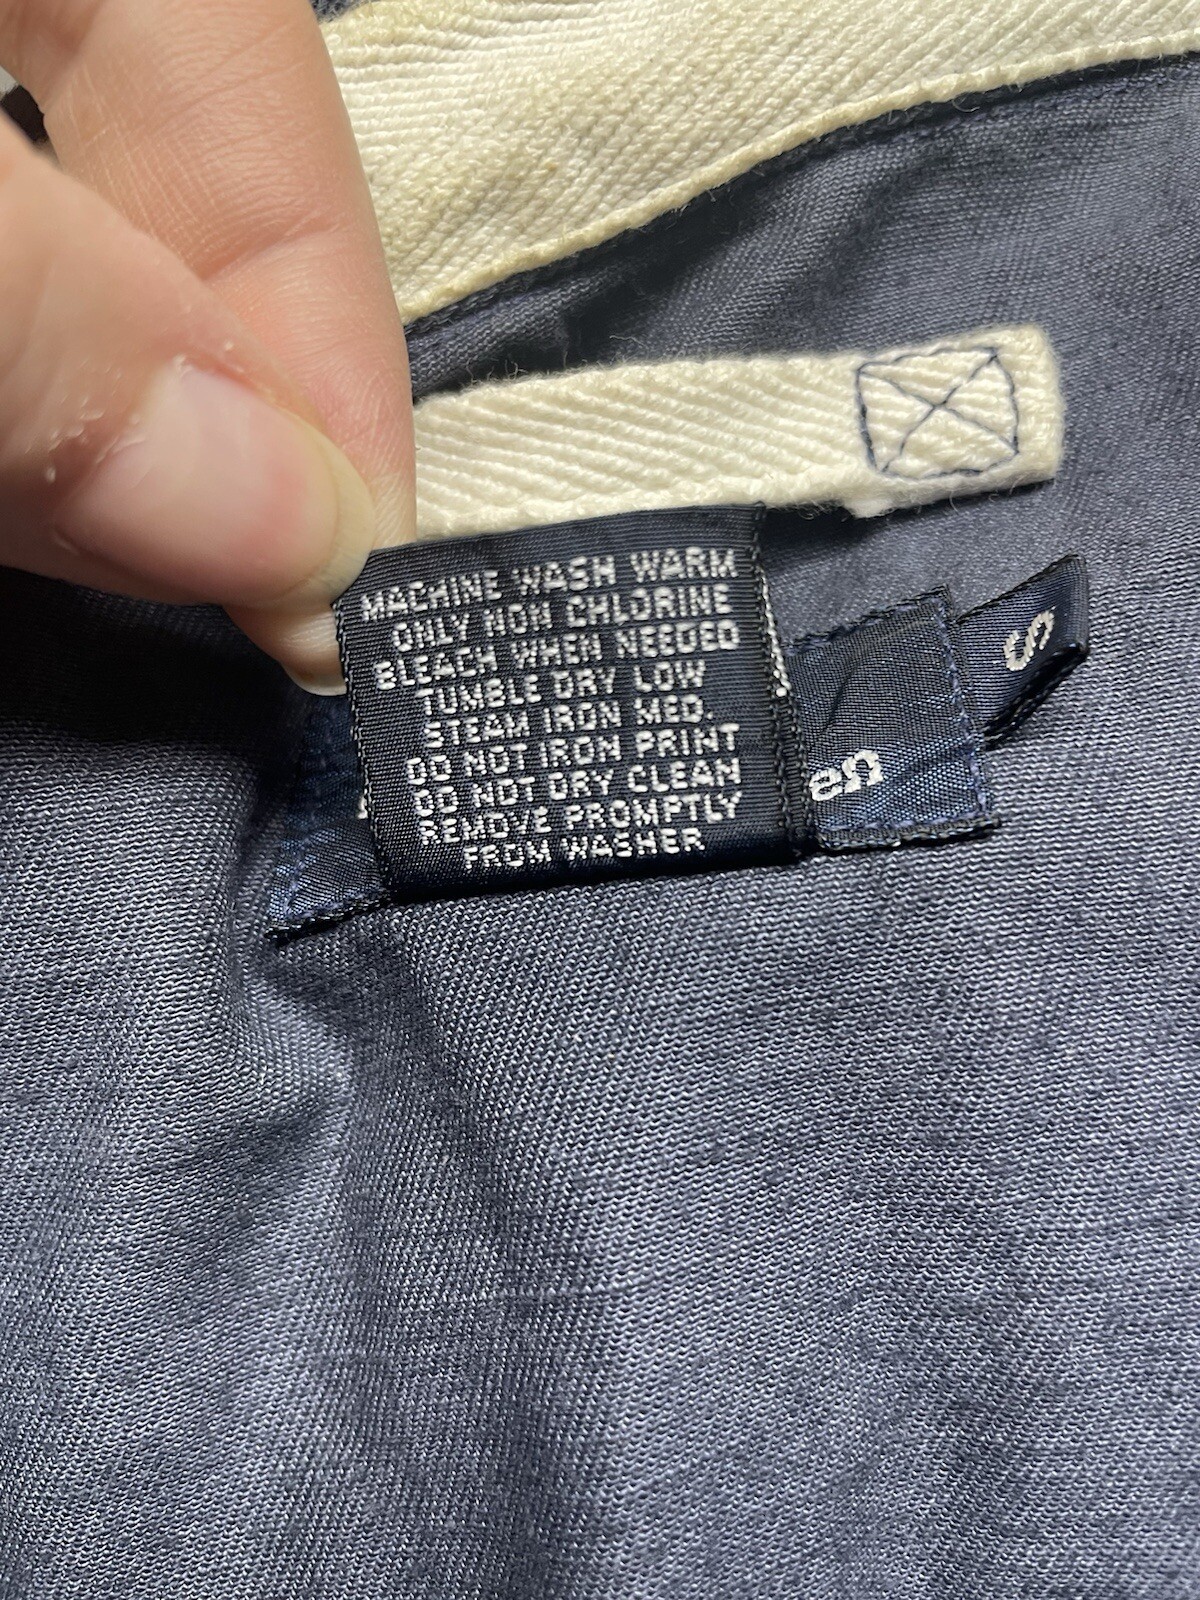 MACHINE WASH WARM
ONLY NON CHLORINE
BLEACH WHEN NEEDED
TUMBLE DRY LOW
STEAM IRON MED.
DO NOT IRON PRINT
DO NOT DRY CLEAN
REMOVE PROMPTLY
FROM WASHER
S